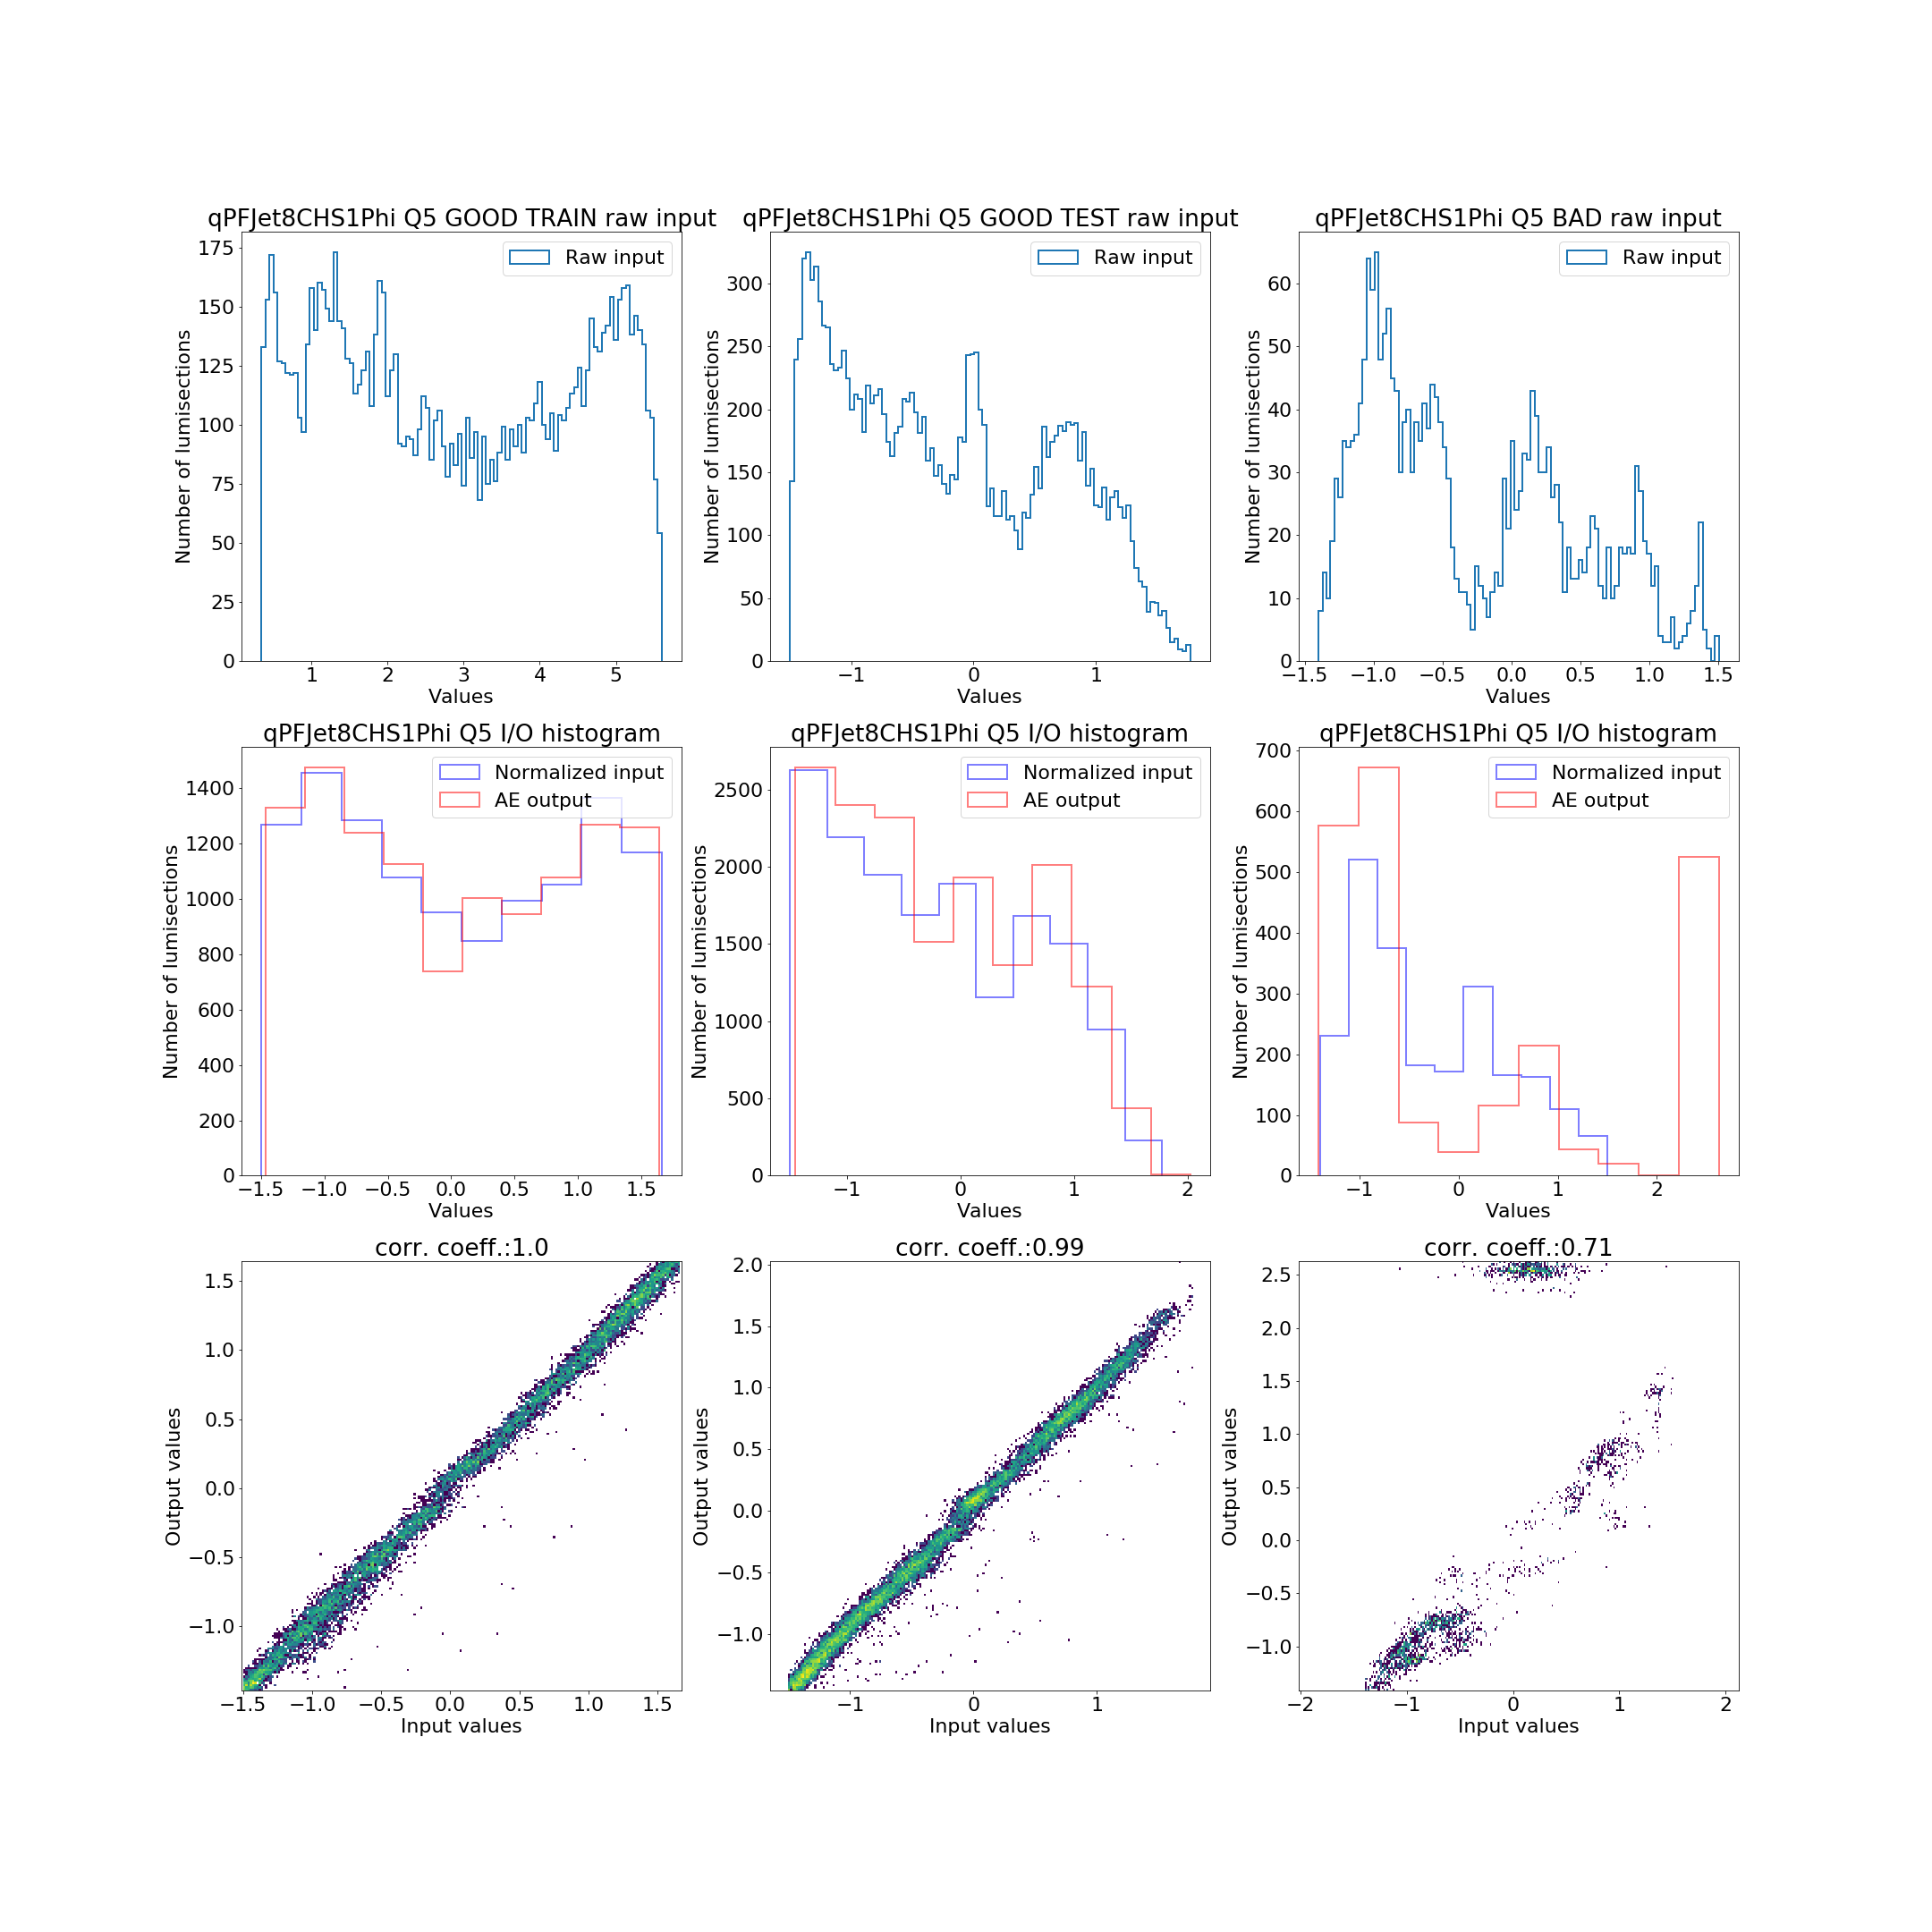 qPFJet8CHS1Phi Q5 GOOD TRAIN raw input
Raw input
Number of lumisections
175
150
125
100
75
50
25
0
1 2 3 4 5
Values
qPFJet8CHS1Phi Q5 GOOD TEST raw input
Raw input
Number of lumisections
300
250
200
150
100
50
0
−1 0 1
Values
qPFJet8CHS1Phi Q5 BAD raw input
Raw input
Number of lumisections
60
50
40
30
20
10
0
−1.5 −1.0 −0.5 0.0 0.5 1.0 1.5
Values
qPFJet8CHS1Phi Q5 I/O histogram
Normalized input
AE output
Number of lumisections
1400
1200
1000
800
600
400
200
0
−1.5 −1.0 −0.5 0.0 0.5 1.0 1.5
Values
qPFJet8CHS1Phi Q5 I/O histogram
Normalized input
AE output
Number of lumisections
2500
2000
1500
1000
500
0
−1 0 1 2
Values
qPFJet8CHS1Phi Q5 I/O histogram
Normalized input
AE output
Number of lumisections
700
600
500
400
300
200
100
0
−1 0 1 2
Values
corr. coeff.:1.0
Output values
1.5
1.0
0.5
0.0
−0.5
−1.0
−1.5 −1.0 −0.5 0.0 0.5 1.0 1.5
Input values
corr. coeff.:0.99
Output values
2.0
1.5
1.0
0.5
0.0
−0.5
−1.0
−1 0 1
Input values
corr. coeff.:0.71
Output values
2.5
2.0
1.5
1.0
0.5
0.0
−0.5
−1.0
−2 −1 0 1 2
Input values